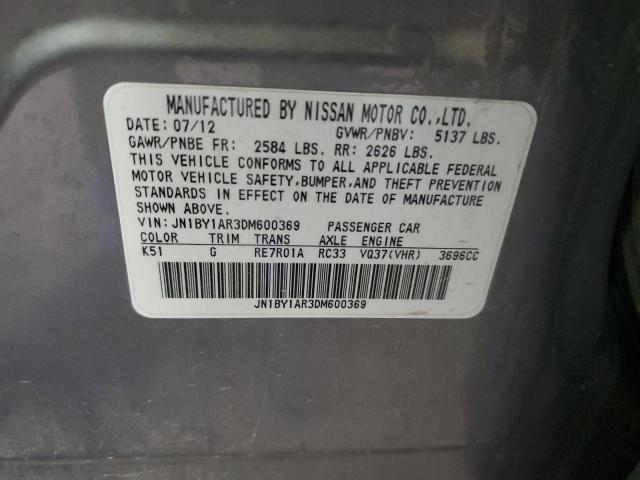 MANUFACTURED BY NISSAN MOTOR CO.,LTD.
DATE: 07/12 GVWR/PNBV: 5137 LBS.
GAWR/PNBE FR: 2584 LBS. RR: 2626 LBS.
THIS VEHICLE CONFORMS TO ALL APPLICABLE FEDERAL
MOTOR VEHICLE SAFETY,BUMPER,AND THEFT PREVENTION
STANDARDS IN EFFECT ON THE DATE OF MANUFACTURE
SHOWN ABOVE.
VIN: JN1BY1AR3DM600369 PASSENGER CAR
COLOR TRIM TRANS AXLE ENGINE
K51 G RE7R01A RC33 VQ37(VHR) 3696CC
JN1BY1AR3DM600369